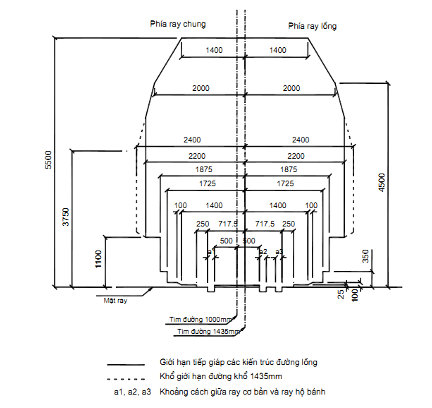 Phía ray chung Phía ray lồng
1400 1400
2000 2000
2400 2400
2200 2200
1875 1875
1725 1725
100 1400 1400 100
250 717.5 717.5 250
500 500
a1 a2 a3
5500
3750
1100
4500
350
25
100
Mặt ray
Tim đường 1000mm
Tim đường 1435mm
Giới hạn tiếp giáp các kiến trúc đường lồng
Khổ giới hạn đường khổ 1435mm
a1, a2, a3 Khoảng cách giữa ray cơ bản và ray hộ bánh